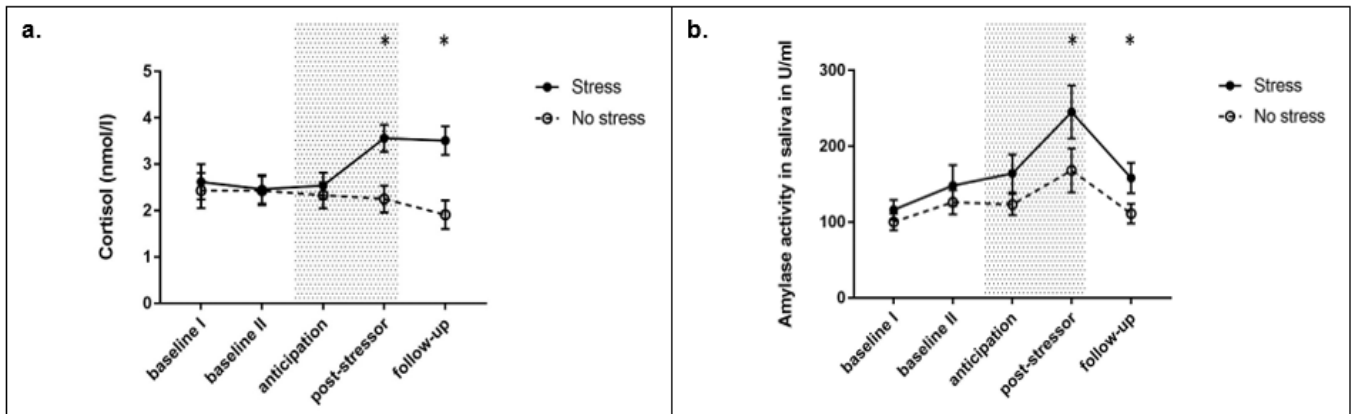 a.
*
*
Cortisol (nmol/l)
5
4
3
2
1
0
baseline I
baseline II
anticipation
post-stressor
follow-up
Stress
No stress
b.
*
*
Amylase activity in saliva in U/ml
300
200
100
0
baseline I
baseline II
anticipation
post-stressor
follow-up
Stress
No stress